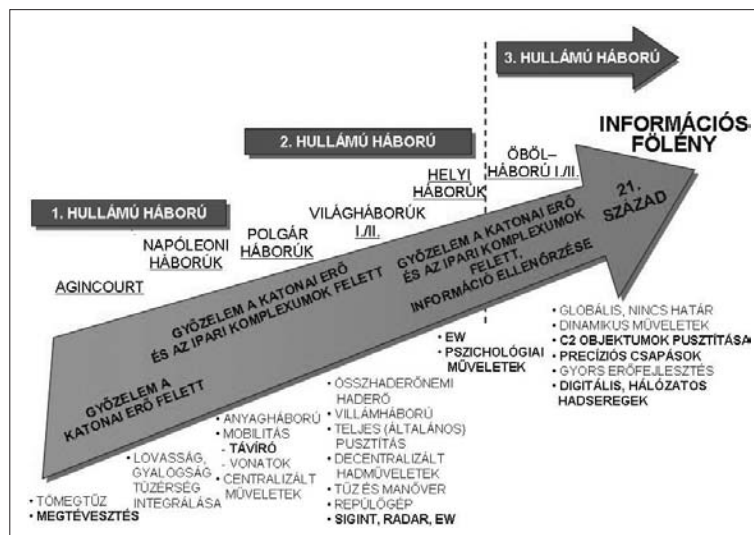 3. HULLÁMÚ HÁBORÚ
INFORMÁCIÓS-
FÖLÉNY
2. HULLÁMÚ HÁBORÚ
ÖBÖL–
HÁBORÚ I./II.
HELYI
HÁBORÚK
21.
SZÁZAD
1. HULLÁMÚ HÁBORÚ
VILÁGHÁBORÚK
I./II.
POLGÁR
HÁBORÚK
NAPÓLEONI
HÁBORÚK
AGINCOURT
GYŐZELEM A
KATONAI ERŐ FELETT
GYŐZELEM A KATONAI ERŐ
ÉS AZ IPARI KOMPLEXUMOK FELETT
GYŐZELEM A KATONAI ERŐ
ÉS AZ IPARI KOMPLEXUMOK
FELETT,
INFORMÁCIÓ ELLENŐRZÉSE
• TÖMEGTŰZ
• MEGTÉVESZTÉS
• LOVASSÁG,
GYALOGSÁG
TÜZÉRSÉG
INTEGRÁLÁSA
• ANYAGHÁBORÚ
• MOBILITÁS
- TÁVÍRÓ
- VONATOK
• CENTRALIZÁLT
MŰVELETEK
• ÖSSZHADERŐNEMI
HADERŐ
• VILLÁMHÁBORÚ
• TELJES (ÁLTALÁNOS)
PUSZTÍTÁS
• DECENTRALIZÁLT
HADMŰVELETEK
• TŰZ ÉS MANŐVER
• REPÜLŐGÉP
• SIGINT, RADAR, EW
• EW
• PSZICHOLÓGIAI
MŰVELETEK
• GLOBÁLIS, NINCS HATÁR
• DINAMIKUS MŰVELETEK
• C2 OBJEKTUMOK PUSZTÍTÁSA
• PRECÍZIÓS CSAPÁSOK
• GYORS ERŐFEJLESZTÉS
• DIGITÁLIS, HÁLÓZATOS
HADSEREGEK